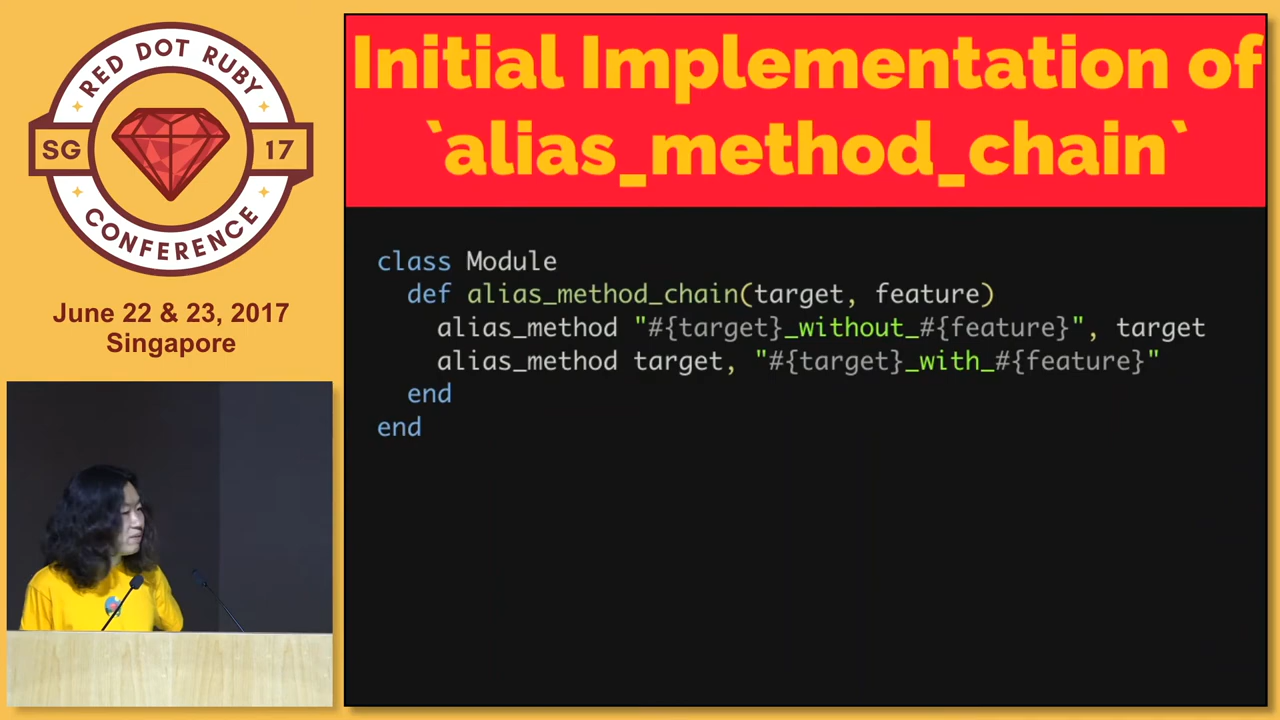 RED DOT RUBY
SG
17
CONFERENCE
June 22 & 23, 2017
Singapore
Initial Implementation of
`alias_method_chain`
class Module
  def alias_method_chain(target, feature)
    alias_method "#{target}_without_#{feature}", target
    alias_method target, "#{target}_with_#{feature}"
  end
end